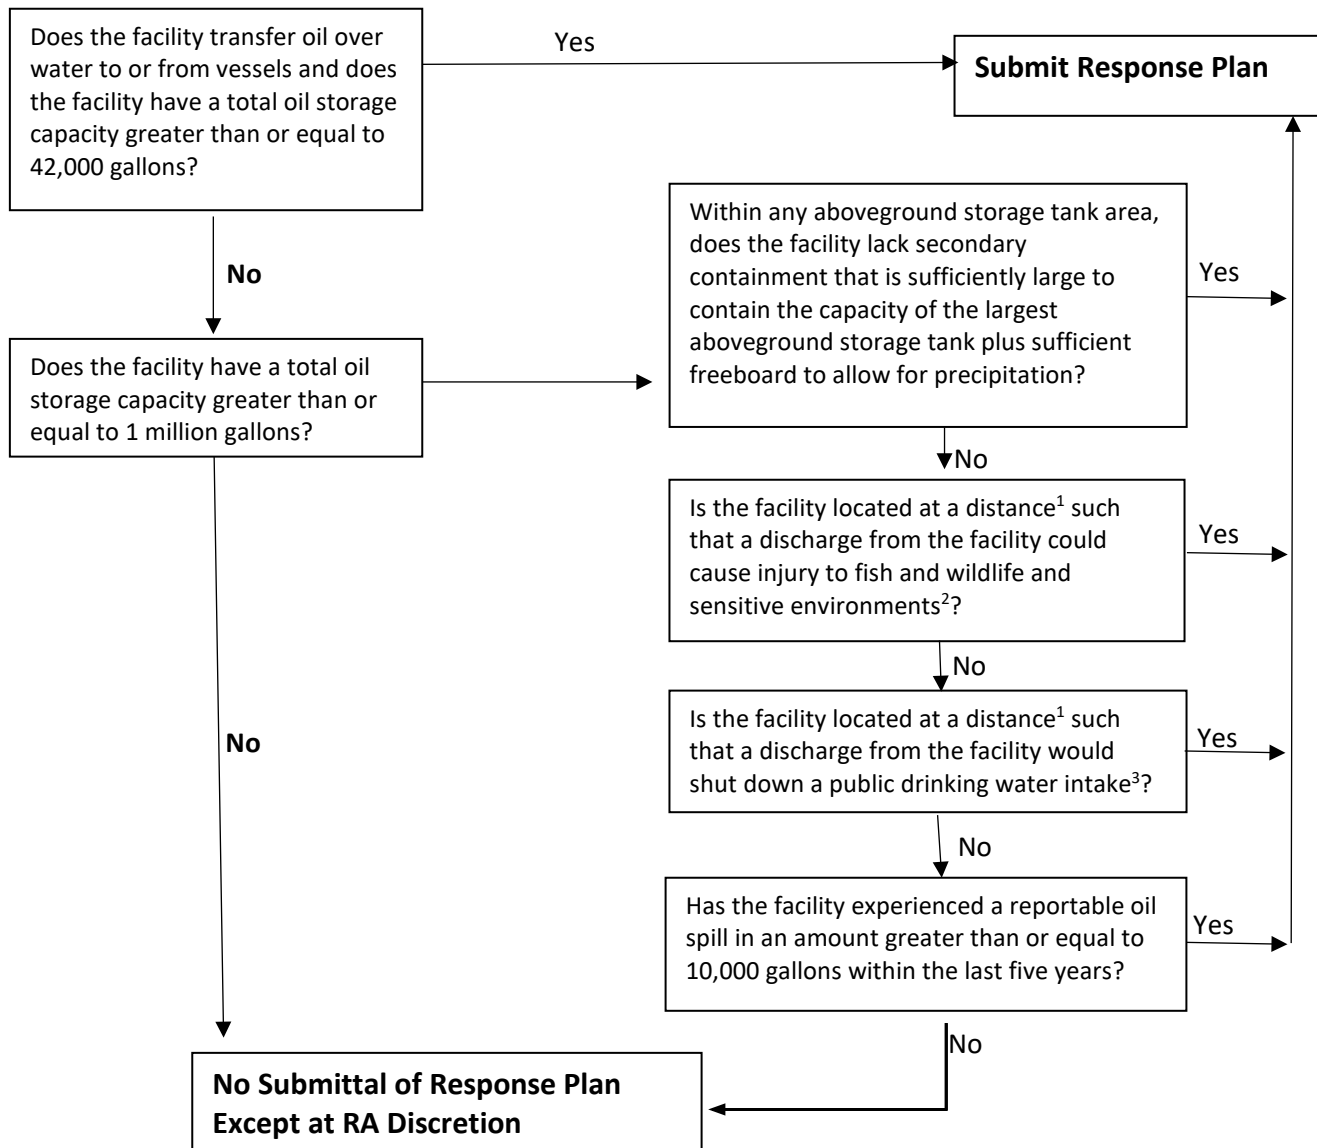 Does the facility transfer oil over
water to or from vessels and does
the facility have a total oil storage
capacity greater than or equal to
42,000 gallons?
Yes
Submit Response Plan
No
Does the facility have a total oil
storage capacity greater than or
equal to 1 million gallons?
Within any aboveground storage tank area,
does the facility lack secondary
containment that is sufficiently large to
contain the capacity of the largest
aboveground storage tank plus sufficient
freeboard to allow for precipitation?
Yes
No
Is the facility located at a distance¹ such
that a discharge from the facility could
cause injury to fish and wildlife and
sensitive environments²?
Yes
No
Is the facility located at a distance¹ such
that a discharge from the facility would
shut down a public drinking water intake³?
Yes
No
No
Has the facility experienced a reportable oil
spill in an amount greater than or equal to
10,000 gallons within the last five years?
Yes
No
No Submittal of Response Plan
Except at RA Discretion